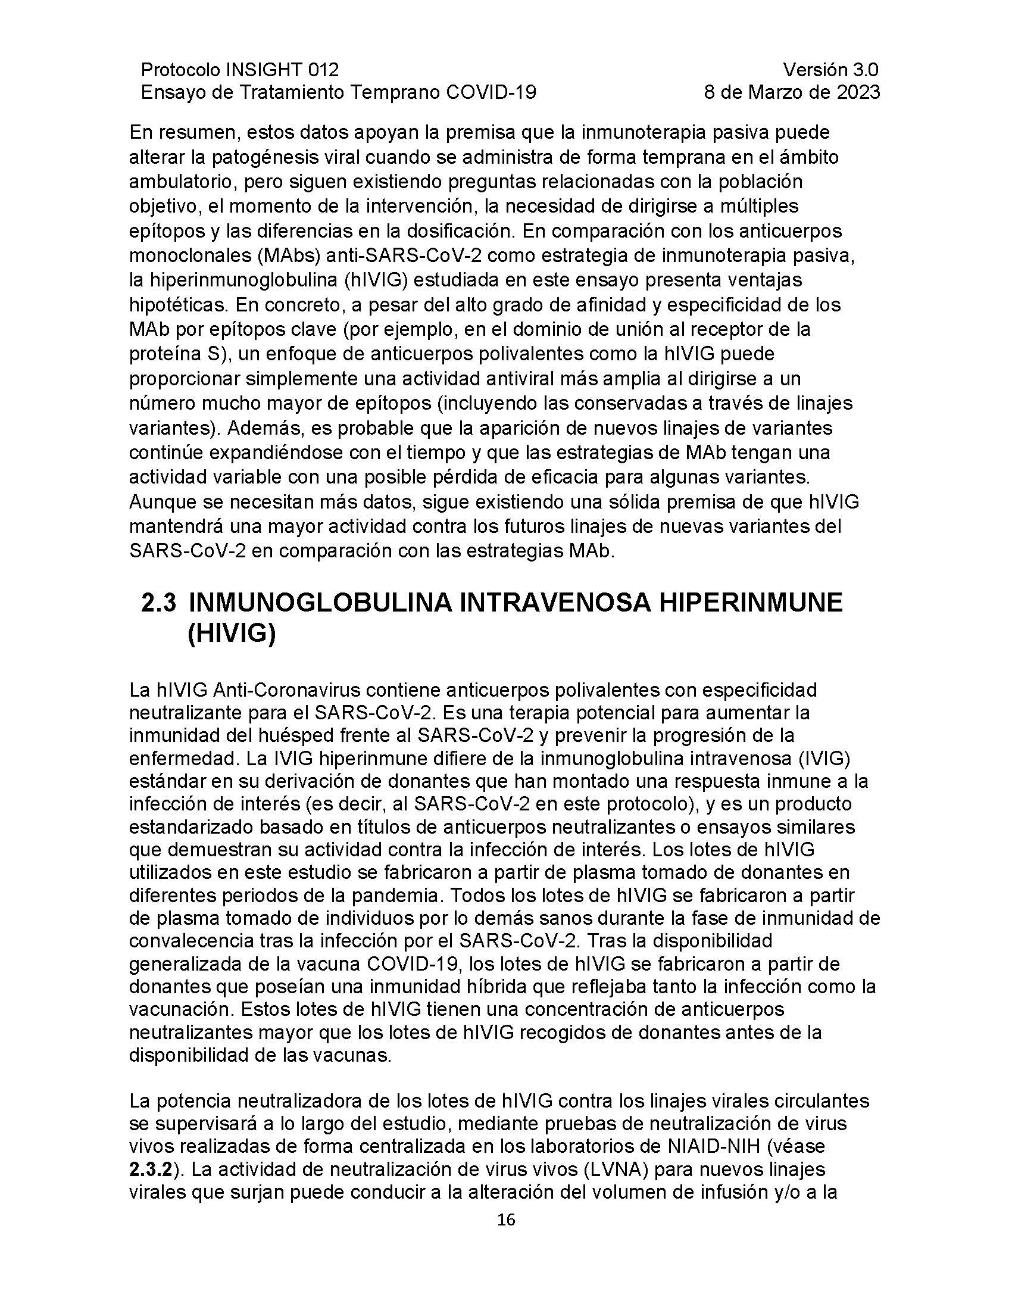 Protocolo INSIGHT 012 Versión 3.0
Ensayo de Tratamiento Temprano COVID-19 8 de Marzo de 2023
En resumen, estos datos apoyan la premisa que la inmunoterapia pasiva puede
alterar la patogénesis viral cuando se administra de forma temprana en el ámbito
ambulatorio, pero siguen existiendo preguntas relacionadas con la población
objetivo, el momento de la intervención, la necesidad de dirigirse a múltiples
epítopos y las diferencias en la dosificación. En comparación con los anticuerpos
monoclonales (MAbs) anti-SARS-CoV-2 como estrategia de inmunoterapia pasiva,
la hiperinmunoglobulina (hIVIG) estudiada en este ensayo presenta ventajas
hipotéticas. En concreto, a pesar del alto grado de afinidad y especificidad de los
MAb por epítopos clave (por ejemplo, en el dominio de unión al receptor de la
proteína S), un enfoque de anticuerpos polivalentes como la hIVIG puede
proporcionar simplemente una actividad antiviral más amplia al dirigirse a un
número mucho mayor de epítopos (incluyendo las conservadas a través de linajes
variantes). Además, es probable que la aparición de nuevos linajes de variantes
continúe expandiéndose con el tiempo y que las estrategias de MAb tengan una
actividad variable con una posible pérdida de eficacia para algunas variantes.
Aunque se necesitan más datos, sigue existiendo una sólida premisa de que hIVIG
mantendrá una mayor actividad contra los futuros linajes de nuevas variantes del
SARS-CoV-2 en comparación con las estrategias MAb.
2.3 INMUNOGLOBULINA INTRAVENOSA HIPERINMUNE
(HIVIG)
La hIVIG Anti-Coronavirus contiene anticuerpos polivalentes con especificidad
neutralizante para el SARS-CoV-2. Es una terapia potencial para aumentar la
inmunidad del huésped frente al SARS-CoV-2 y prevenir la progresión de la
enfermedad. La IVIG hiperinmune difiere de la inmunoglobulina intravenosa (IVIG)
estándar en su derivación de donantes que han montado una respuesta inmune a la
infección de interés (es decir, al SARS-CoV-2 en este protocolo), y es un producto
estandarizado basado en títulos de anticuerpos neutralizantes o ensayos similares
que demuestran su actividad contra la infección de interés. Los lotes de hIVIG
utilizados en este estudio se fabricaron a partir de plasma tomado de donantes en
diferentes periodos de la pandemia. Todos los lotes de hIVIG se fabricaron a partir
de plasma tomado de individuos por lo demás sanos durante la fase de inmunidad de
convalecencia tras la infección por el SARS-CoV-2. Tras la disponibilidad
generalizada de la vacuna COVID-19, los lotes de hIVIG se fabricaron a partir de
donantes que poseían una inmunidad híbrida que reflejaba tanto la infección como la
vacunación. Estos lotes de hIVIG tienen una concentración de anticuerpos
neutralizantes mayor que los lotes de hIVIG recogidos de donantes antes de la
disponibilidad de las vacunas.
La potencia neutralizadora de los lotes de hIVIG contra los linajes virales circulantes
se supervisará a lo largo del estudio, mediante pruebas de neutralización de virus
vivos realizadas de forma centralizada en los laboratorios de NIAID-NIH (véase
2.3.2). La actividad de neutralización de virus vivos (LVNA) para nuevos linajes
virales que surjan puede conducir a la alteración del volumen de infusión y/o a la
16